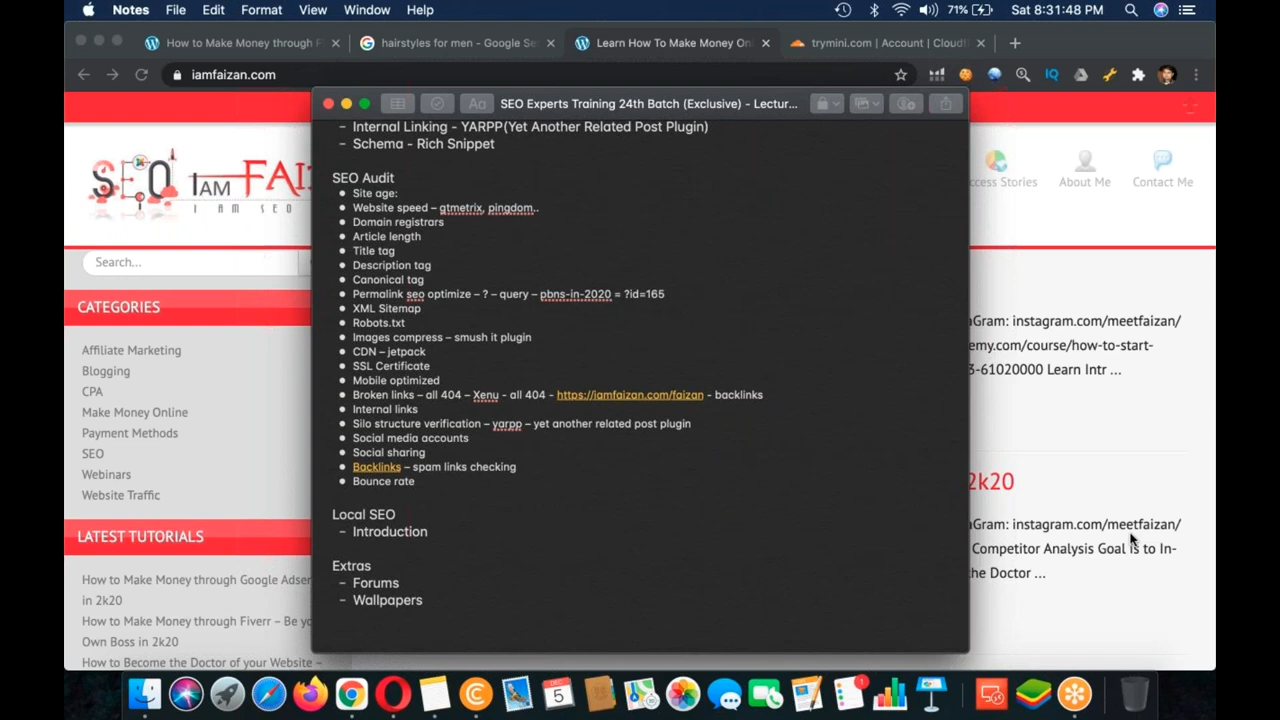 Notes File Edit Format View Window Help 71% Sat 8:31:48 PM
How to Make Money through F
hairstyles for men - Google Se
Learn How To Make Money On
trymini.com | Account | Cloudf
iamfaizan.com
SEO Experts Training 24th Batch (Exclusive) - Lectur...
SEO I AM FAI
I AM SEO
Search...
CATEGORIES
Affiliate Marketing
Blogging
CPA
Make Money Online
Payment Methods
SEO
Webinars
Website Traffic
LATEST TUTORIALS
How to Make Money through Google Adsen
in 2k20
How to Make Money through Fiverr – Be yo
Own Boss in 2k20
How to Become the Doctor of your Website –
– Internal Linking - YARPP(Yet Another Related Post Plugin)
– Schema - Rich Snippet
SEO Audit
• Site age:
• Website speed – gtmetrix, pingdom..
• Domain registrars
• Article length
• Title tag
• Description tag
• Canonical tag
• Permalink seo optimize – ? – query – pbns-in-2020 = ?id=165
• XML Sitemap
• Robots.txt
• Images compress – smush it plugin
• CDN – jetpack
• SSL Certificate
• Mobile optimized
• Broken links – all 404 – Xenu - all 404 - https://iamfaizan.com/faizan - backlinks
• Internal links
• Silo structure verification – yarpp – yet another related post plugin
• Social media accounts
• Social sharing
• Backlinks – spam links checking
• Bounce rate
Local SEO
– Introduction
Extras
– Forums
– Wallpapers
ccess Stories About Me Contact Me
aGram: instagram.com/meetfaizan/
emy.com/course/how-to-start-
3-61020000 Learn Intr ...
2k20
aGram: instagram.com/meetfaizan/
Competitor Analysis Goal is to In-
the Doctor ...
DEC
5
1